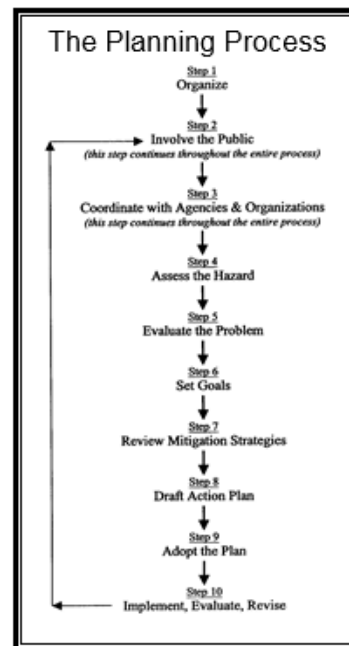 The Planning Process
Step 1
Organize
Step 2
Involve the Public
(this step continues throughout the entire process)
Step 3
Coordinate with Agencies & Organizations
(this step continues throughout the entire process)
Step 4
Assess the Hazard
Step 5
Evaluate the Problem
Step 6
Set Goals
Step 7
Review Mitigation Strategies
Step 8
Draft Action Plan
Step 9
Adopt the Plan
Step 10
Implement, Evaluate, Revise